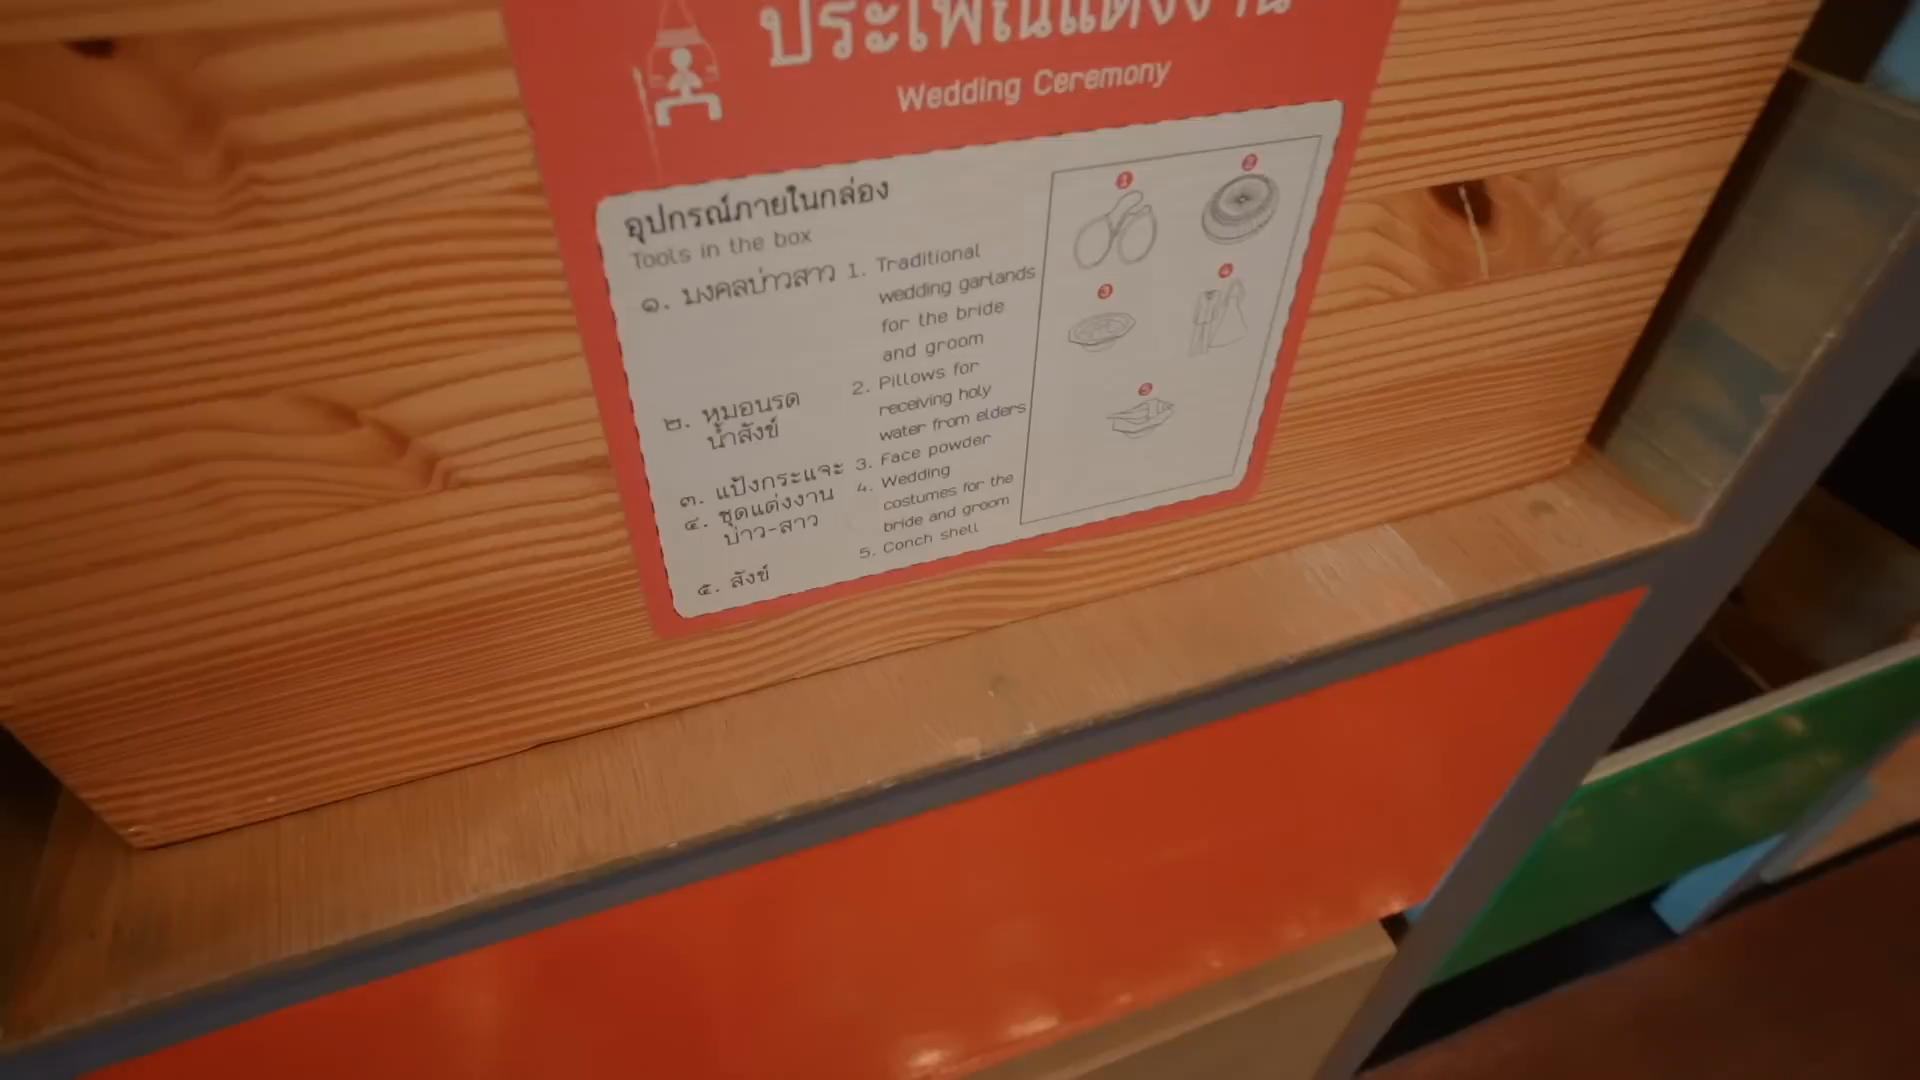 ประเพณีแต่งงาน
Wedding Ceremony
อุปกรณ์ภายในกล่อง
Tools in the box
๑. มงคลบ่าวสาว
๒. หมอนรด
น้ำสังข์
๓. แป้งกระแจะ
๔. ชุดแต่งงาน
บ่าว-สาว
๕. สังข์
1. Traditional
wedding garlands
for the bride
and groom
2. Pillows for
receiving holy
water from elders
3. Face powder
4. Wedding
costumes for the
bride and groom
5. Conch shell
1
2
3
4
5